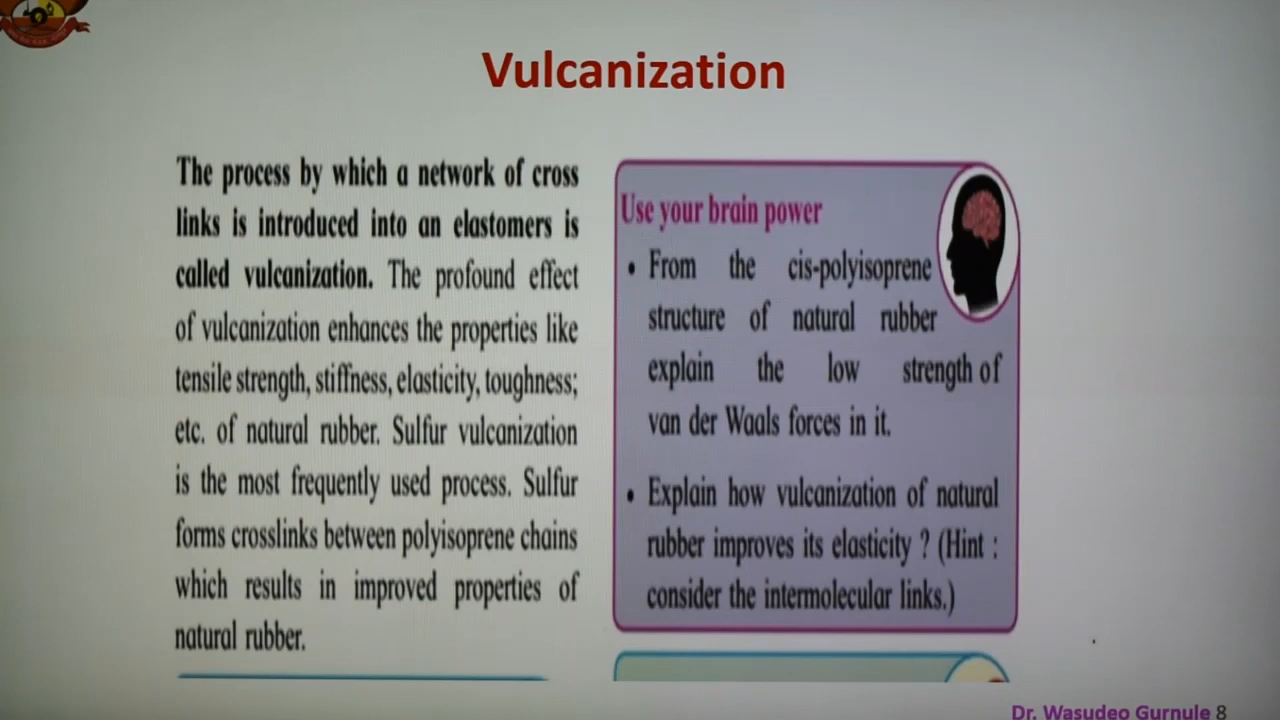 Vulcanization
The process by which a network of cross
links is introduced into an elastomers is
called vulcanization. The profound effect
of vulcanization enhances the properties like
tensile strength, stiffness, elasticity, toughness;
etc. of natural rubber. Sulfur vulcanization
is the most frequently used process. Sulfur
forms crosslinks between polyisoprene chains
which results in improved properties of
natural rubber.
Use your brain power
• From the cis-polyisoprene
structure of natural rubber
explain the low strength of
van der Waals forces in it.
• Explain how vulcanization of natural
rubber improves its elasticity ? (Hint :
consider the intermolecular links.)
Dr. Wasudeo Gurnule 8